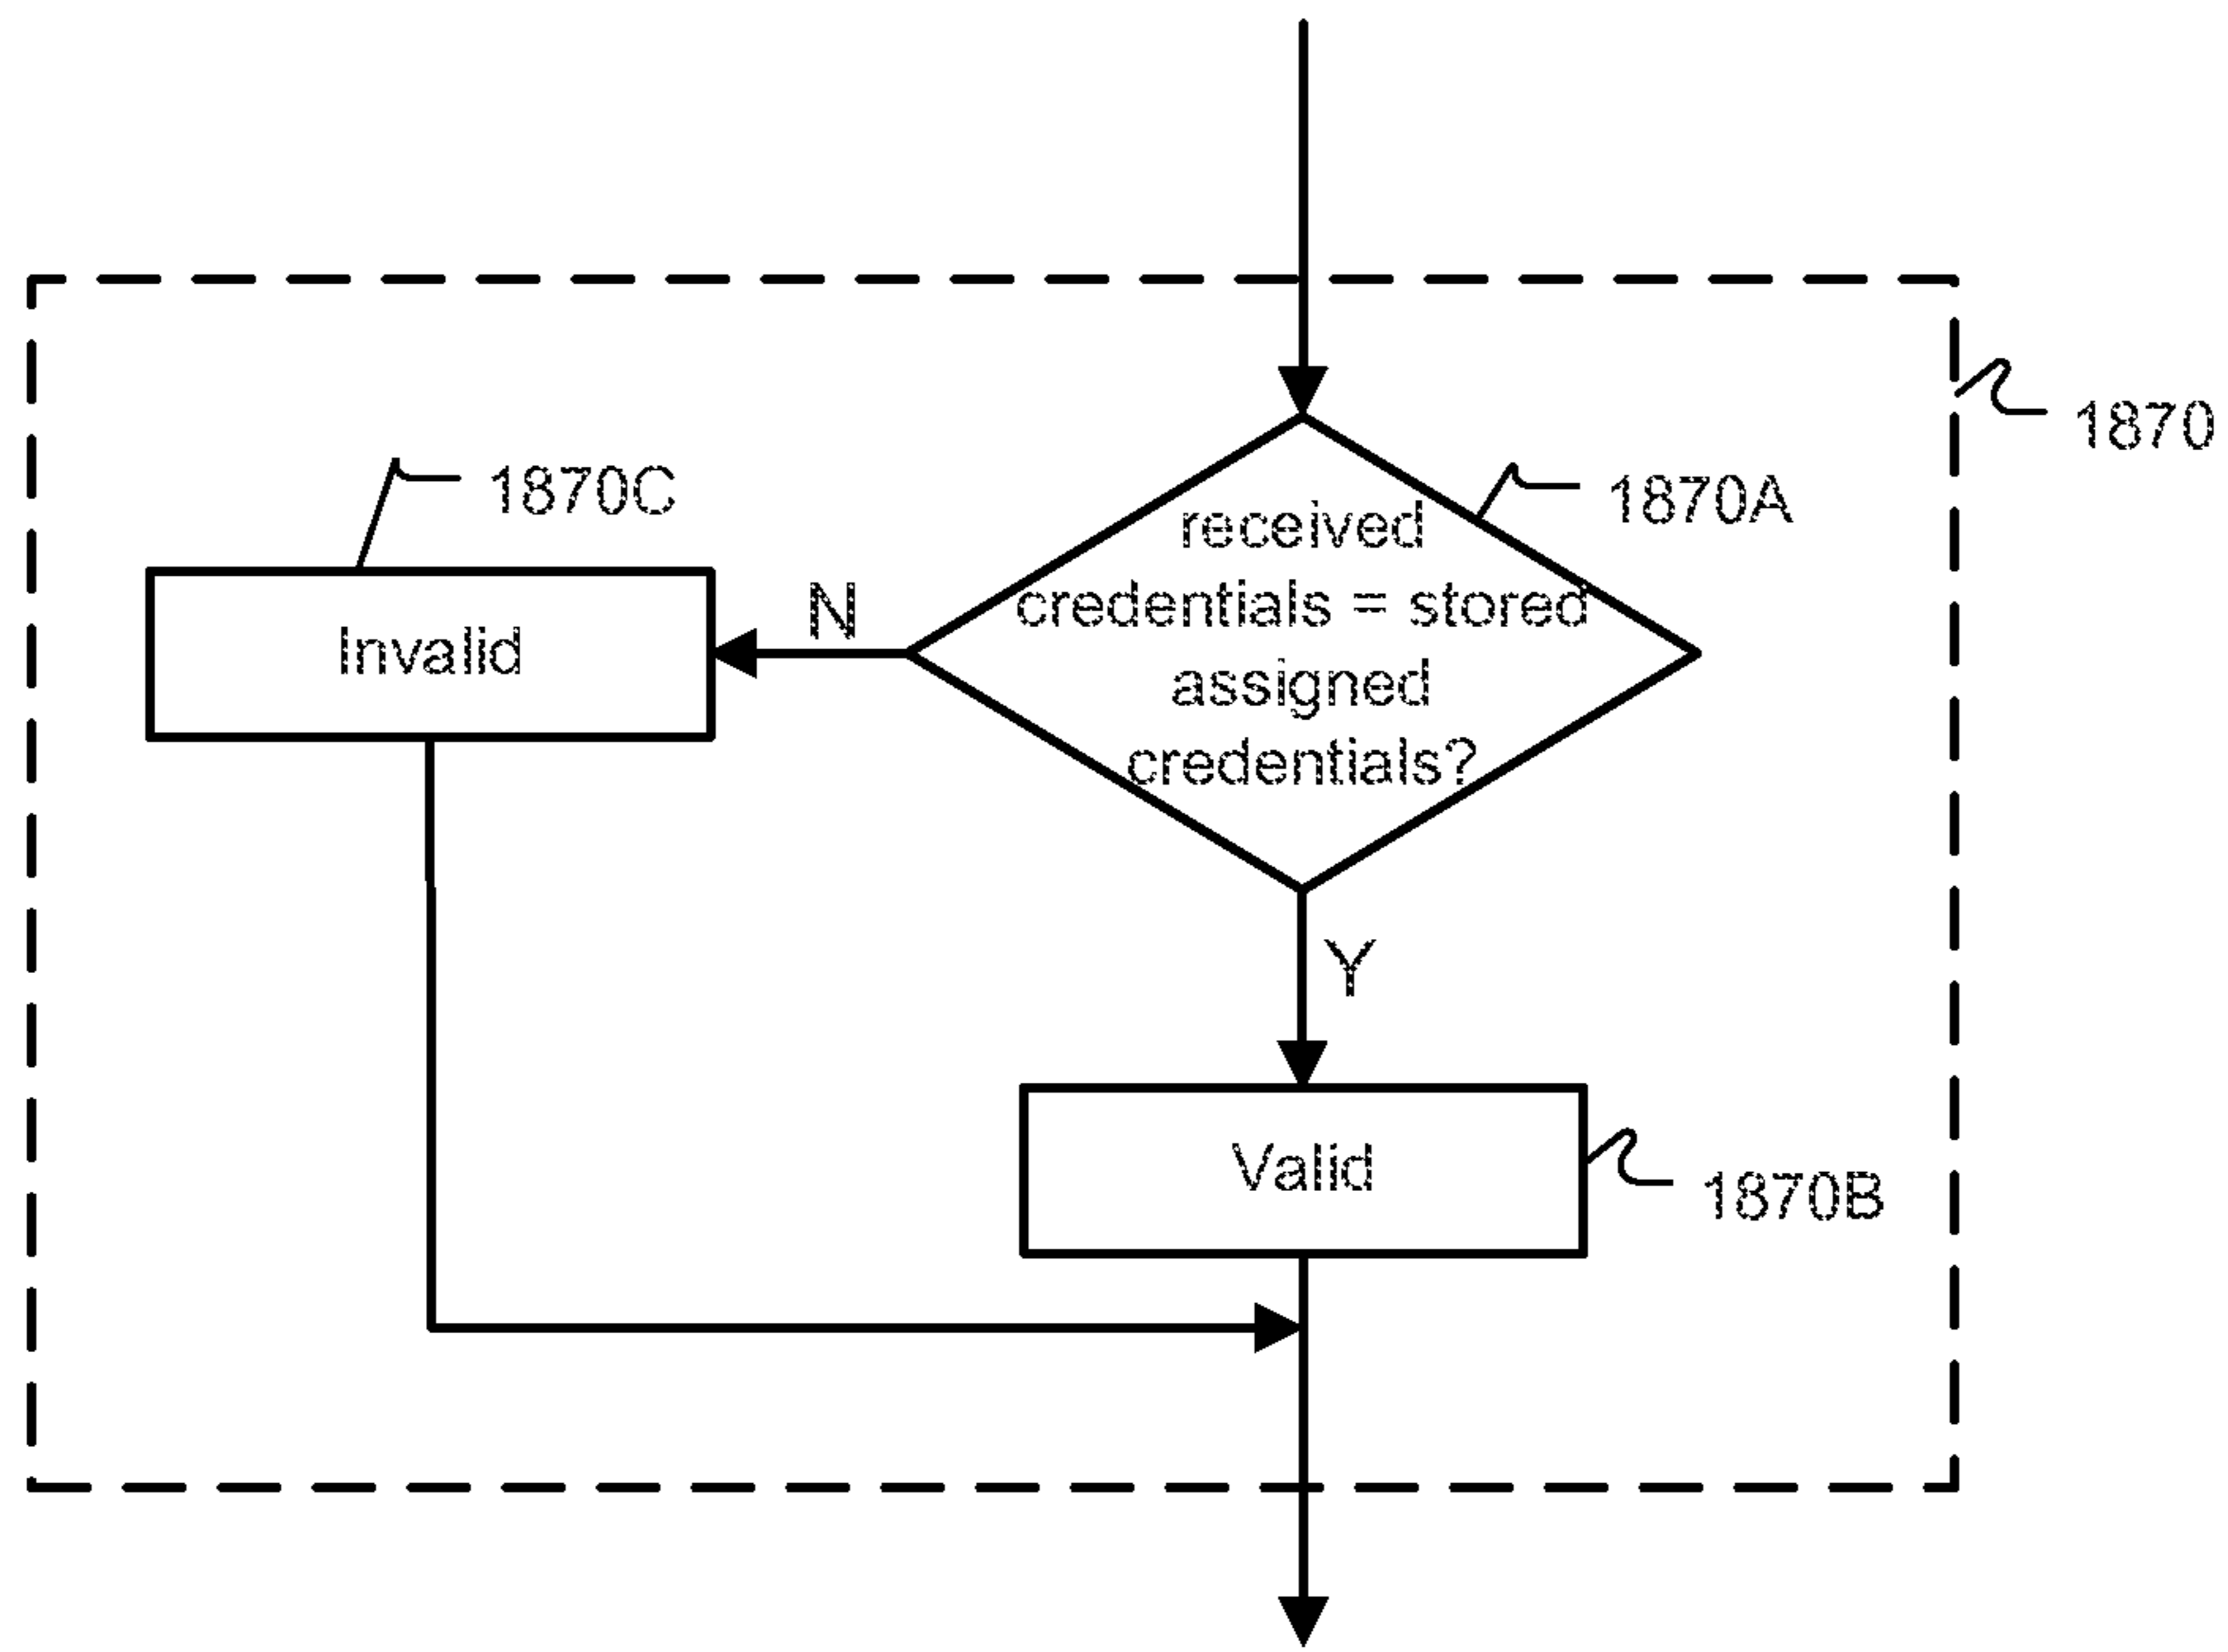 1870
1870C
1870A
received
credentials = stored
assigned
credentials?
N
Invalid
Y
Valid
1870B